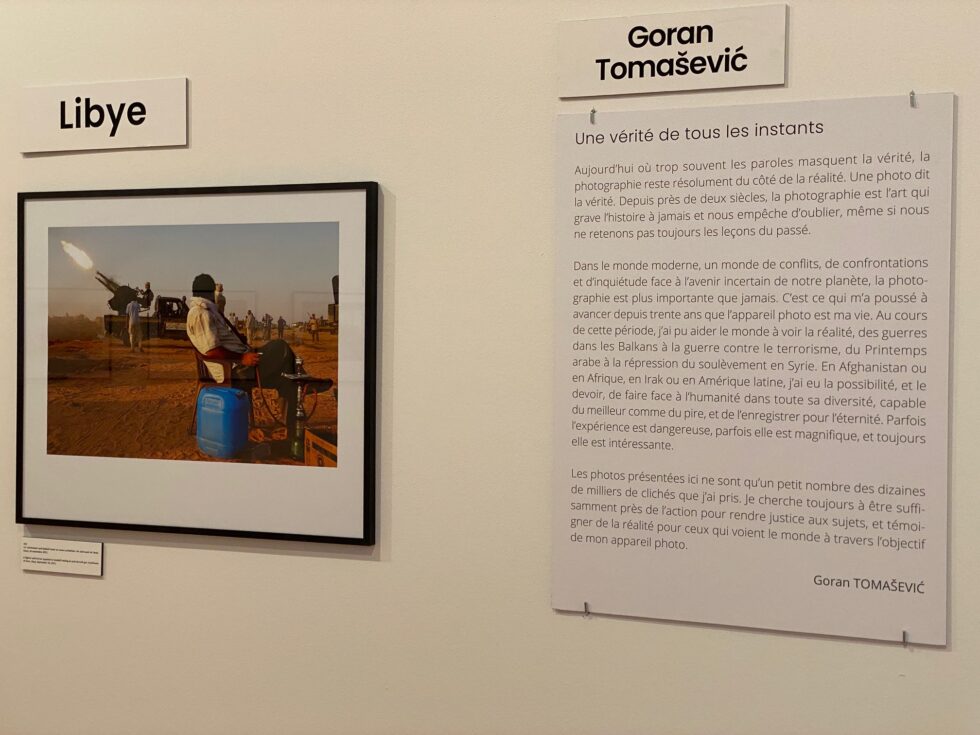 Libye
Goran
Tomašević
Une vérité de tous les instants
Aujourd'hui où trop souvent les paroles masquent la vérité, la
photographie reste résolument du côté de la réalité. Une photo dit
la vérité. Depuis près de deux siècles, la photographie est l'art qui
grave l'histoire à jamais et nous empêche d'oublier, même si nous
ne retenons pas toujours les leçons du passé.
Dans le monde moderne, un monde de conflits, de confrontations
et d'inquiétude face à l'avenir incertain de notre planète, la photo-
graphie est plus importante que jamais. C'est ce qui m'a poussé à
avancer depuis trente ans que l'appareil photo est ma vie. Au cours
de cette période, j'ai pu aider le monde à voir la réalité, des guerres
dans les Balkans à la guerre contre le terrorisme, du Printemps
arabe à la répression du soulèvement en Syrie. En Afghanistan ou
en Afrique, en Irak ou en Amérique latine, j'ai eu la possibilité, et le
devoir, de faire face à l'humanité dans toute sa diversité, capable
du meilleur comme du pire, et de l'enregistrer pour l'éternité. Parfois
l'expérience est dangereuse, parfois elle est magnifique, et toujours
elle est intéressante.
Les photos présentées ici ne sont qu'un petit nombre des dizaines
de milliers de clichés que j'ai pris. Je cherche toujours à être suffi-
samment près de l'action pour rendre justice aux sujets, et témoi-
gner de la réalité pour ceux qui voient le monde à travers l'objectif
de mon appareil photo.
Goran TOMAŠEVIĆ